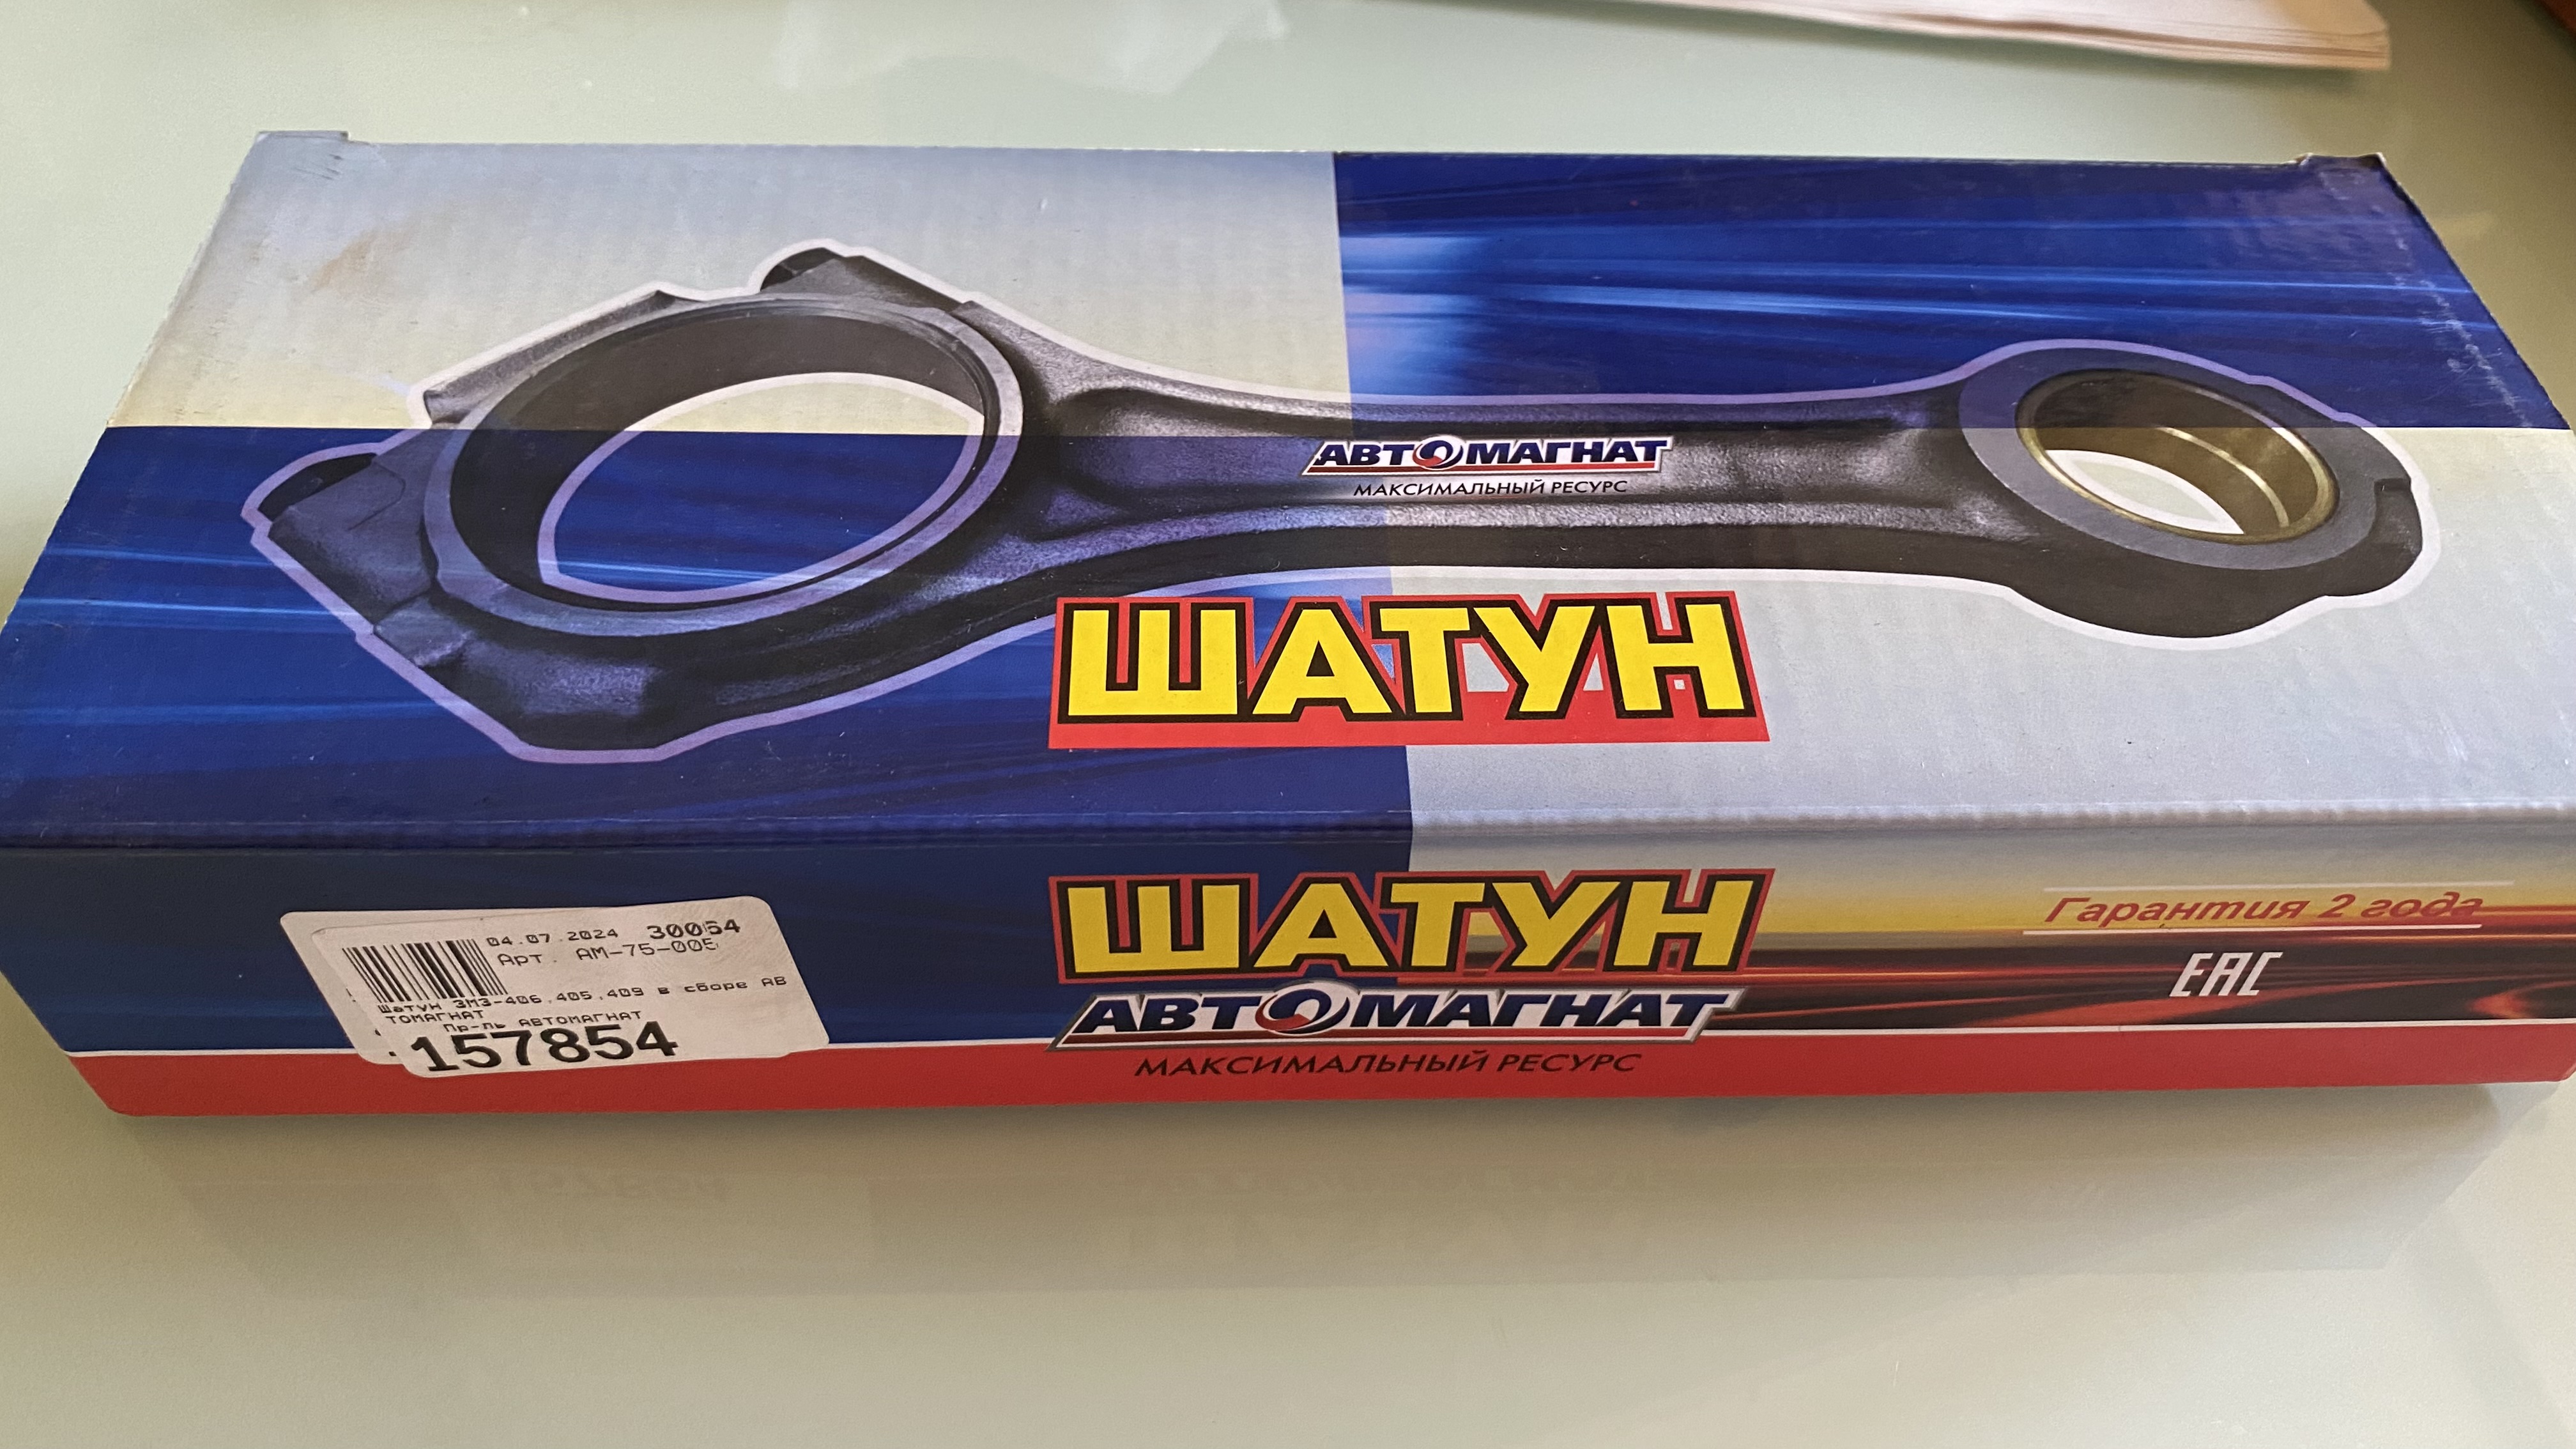 АВТОМАГНАТ
МАКСИМАЛЬНЫЙ РЕСУРС
ШАТУН
ШАТУН
АВТОМАГНАТ
МАКСИМАЛЬНЫЙ РЕСУРС
Гарантия 2 года
EAC
04.07.2024 30054
Арт. АМ-75-005
Шатун ЗМЗ-406,405,409 в сборе АВ
ТОМАГНАТ
Пр-ль АВТОМАГНАТ
157854